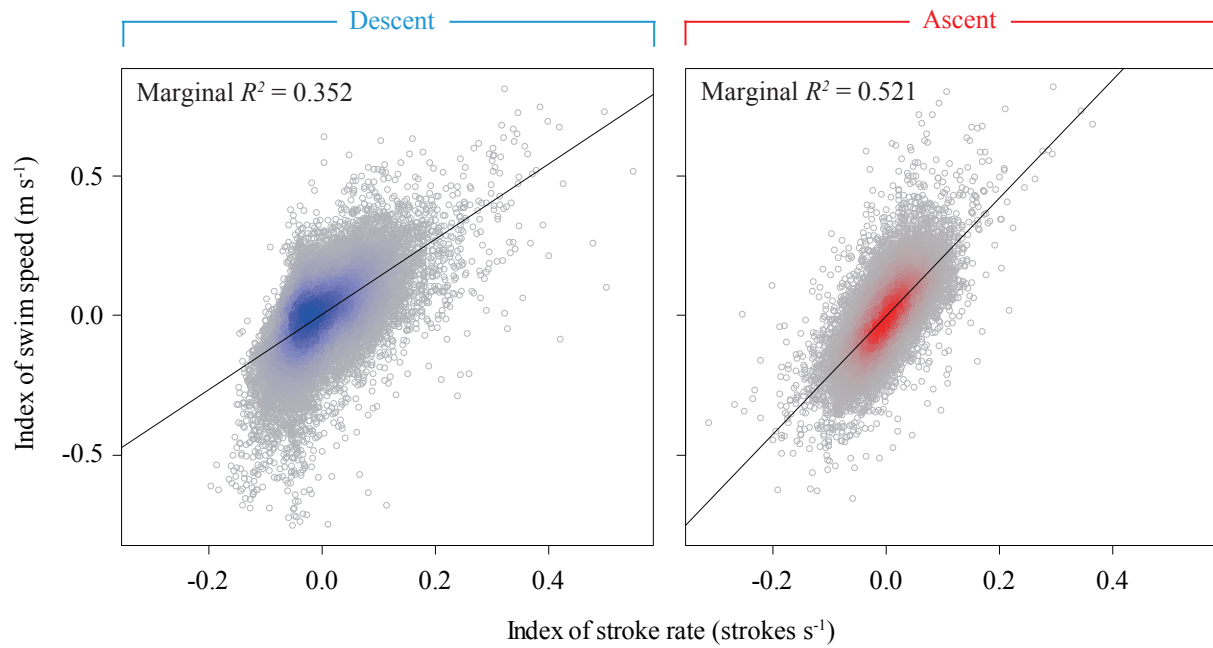 Descent
Ascent
Marginal R² = 0.352
Marginal R² = 0.521
Index of swim speed (m s⁻¹)
0.5
0.0
-0.5
-0.2 0.0 0.2 0.4
-0.2 0.0 0.2 0.4
Index of stroke rate (strokes s⁻¹)